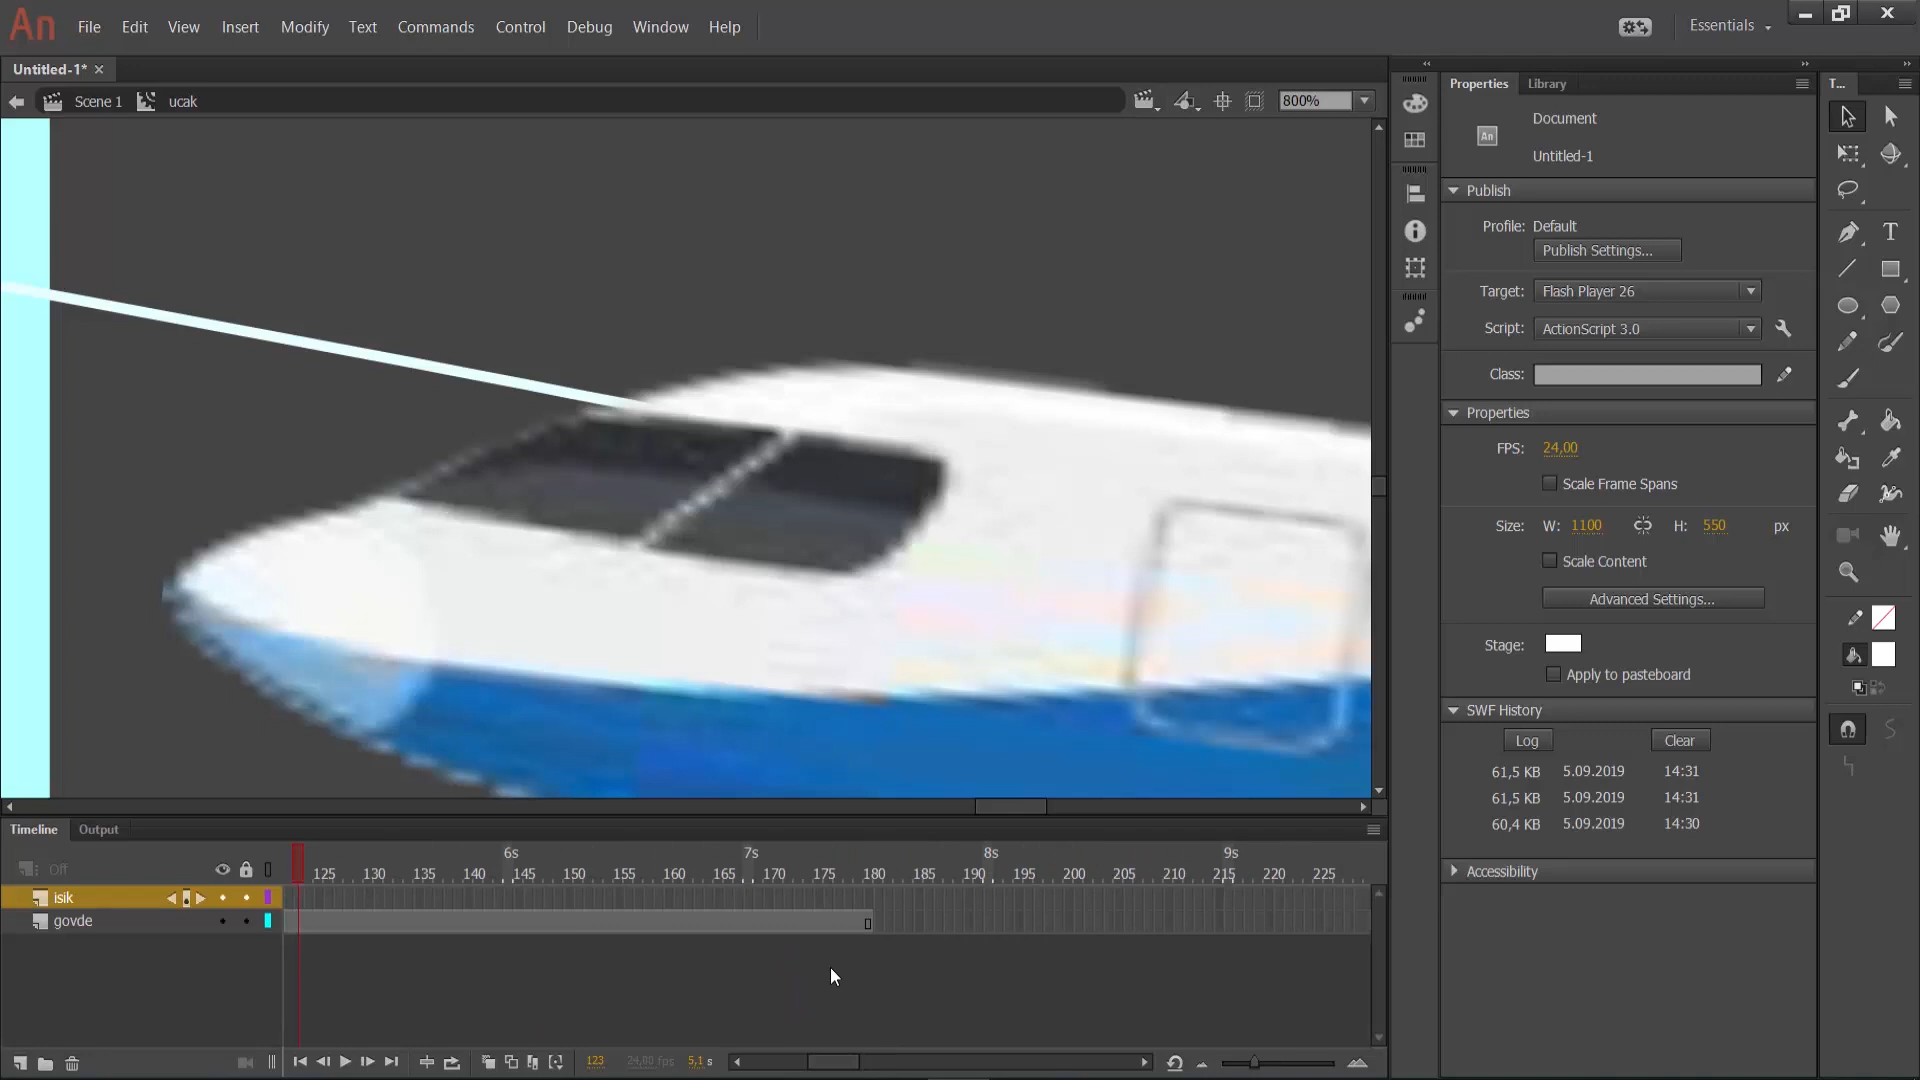 An File Edit View Insert Modify Text Commands Control Debug Window Help Essentials
Untitled-1*
Scene 1 ucak 800%
Properties Library T...
Document
An
Untitled-1
Publish
Profile: Default
Publish Settings...
Target: Flash Player 26
Script: ActionScript 3.0
Class:
Properties
FPS: 24,00
Scale Frame Spans
Size: W: 1100 H: 550 px
Scale Content
Advanced Settings...
Stage:
Apply to pasteboard
SWF History
Log Clear
61,5 KB 5.09.2019 14:31
61,5 KB 5.09.2019 14:31
60,4 KB 5.09.2019 14:30
Accessibility
Timeline Output
6s 7s 8s 9s
Off
125 130 135 140 145 150 155 160 165 170 175 180 185 190 195 200 205 210 215 220 225
isik
govde
123 24,00 fps 5,1 s